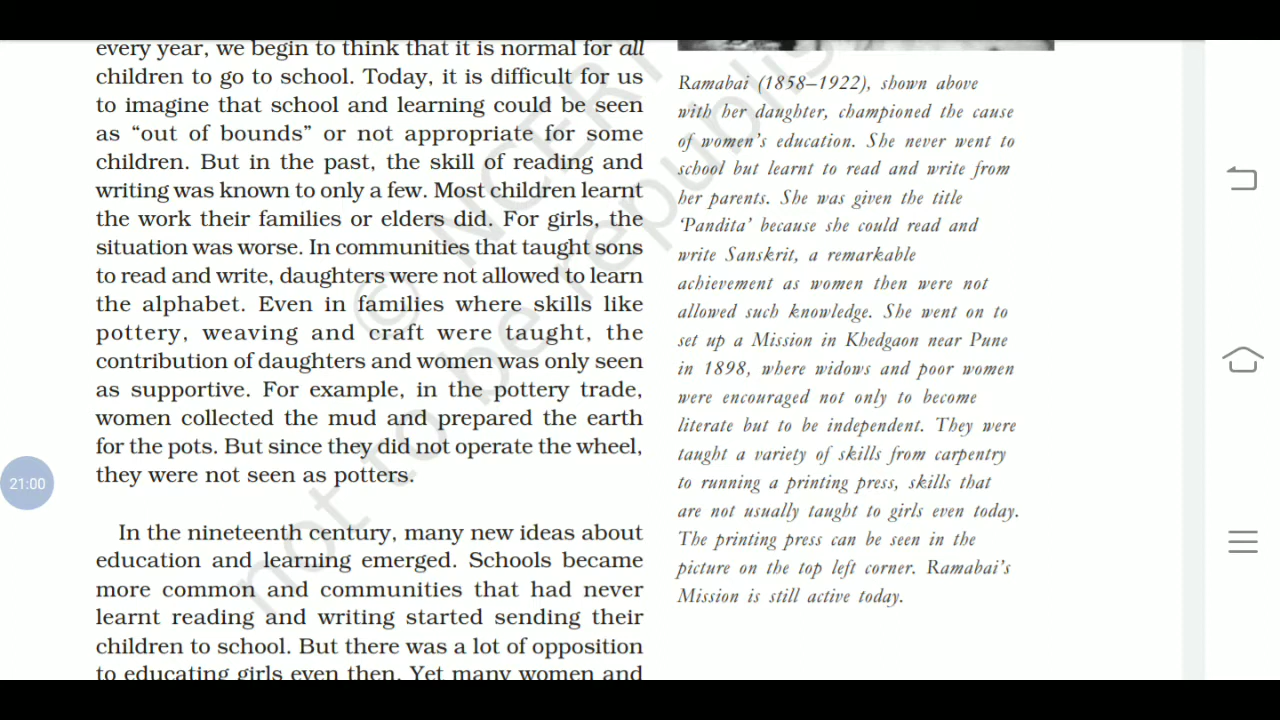 every year, we begin to think that it is normal for all
children to go to school. Today, it is difficult for us
to imagine that school and learning could be seen
as “out of bounds” or not appropriate for some
children. But in the past, the skill of reading and
writing was known to only a few. Most children learnt
the work their families or elders did. For girls, the
situation was worse. In communities that taught sons
to read and write, daughters were not allowed to learn
the alphabet. Even in families where skills like
pottery, weaving and craft were taught, the
contribution of daughters and women was only seen
as supportive. For example, in the pottery trade,
women collected the mud and prepared the earth
for the pots. But since they did not operate the wheel,
they were not seen as potters.
In the nineteenth century, many new ideas about
education and learning emerged. Schools became
more common and communities that had never
learnt reading and writing started sending their
children to school. But there was a lot of opposition
to educating girls even then. Yet many women and
Ramabai (1858–1922), shown above
with her daughter, championed the cause
of women’s education. She never went to
school but learnt to read and write from
her parents. She was given the title
‘Pandita’ because she could read and
write Sanskrit, a remarkable
achievement as women then were not
allowed such knowledge. She went on to
set up a Mission in Khedgaon near Pune
in 1898, where widows and poor women
were encouraged not only to become
literate but to be independent. They were
taught a variety of skills from carpentry
to running a printing press, skills that
are not usually taught to girls even today.
The printing press can be seen in the
picture on the top left corner. Ramabai’s
Mission is still active today.
21:00
© NCERT
not to be republis